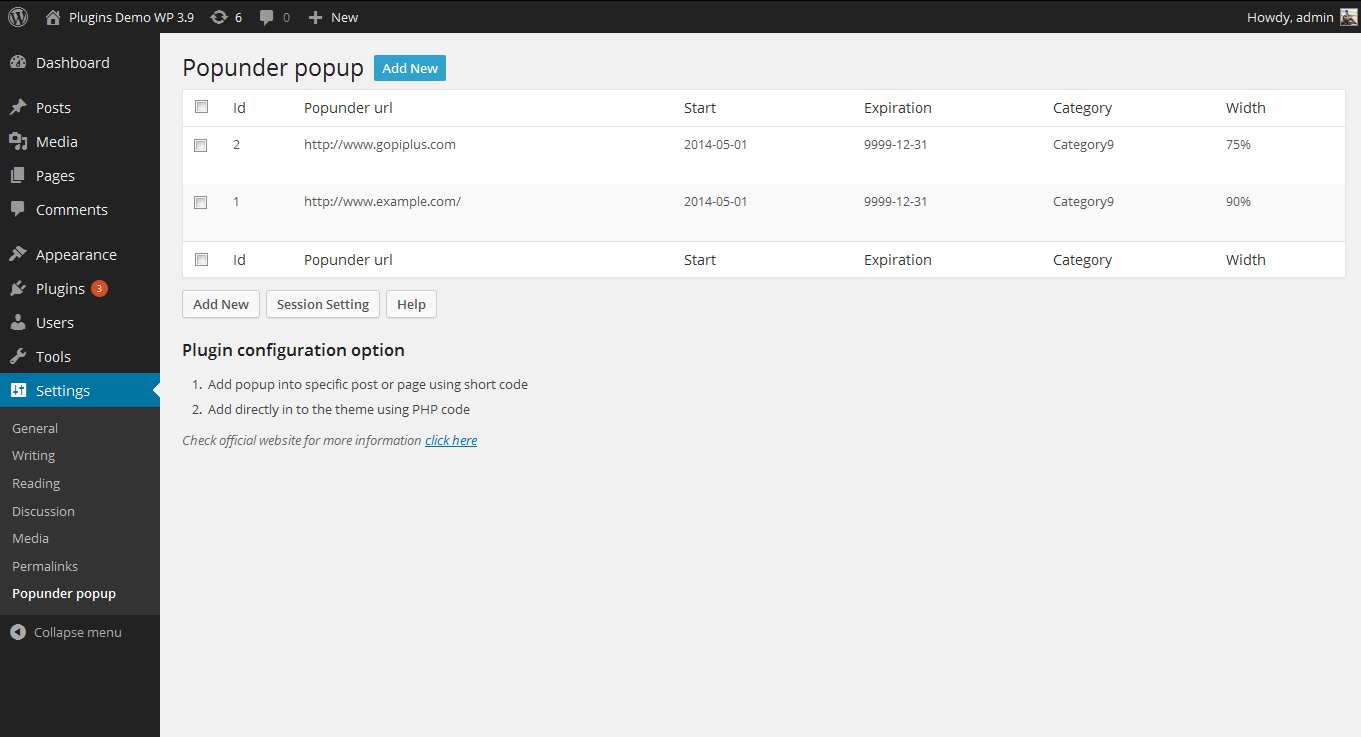 Plugins Demo WP 3.9 6 0 New Howdy, admin
Dashboard
Posts
Media
Pages
Comments
Appearance
Plugins 3
Users
Tools
Settings
General
Writing
Reading
Discussion
Media
Permalinks
Popunder popup
Collapse menu
Popunder popup Add New
Id Popunder url Start Expiration Category Width
2 http://www.gopiplus.com 2014-05-01 9999-12-31 Category9 75%
1 http://www.example.com/ 2014-05-01 9999-12-31 Category9 90%
Id Popunder url Start Expiration Category Width
Add New Session Setting Help
Plugin configuration option
1. Add popup into specific post or page using short code
2. Add directly in to the theme using PHP code
Check official website for more information click here